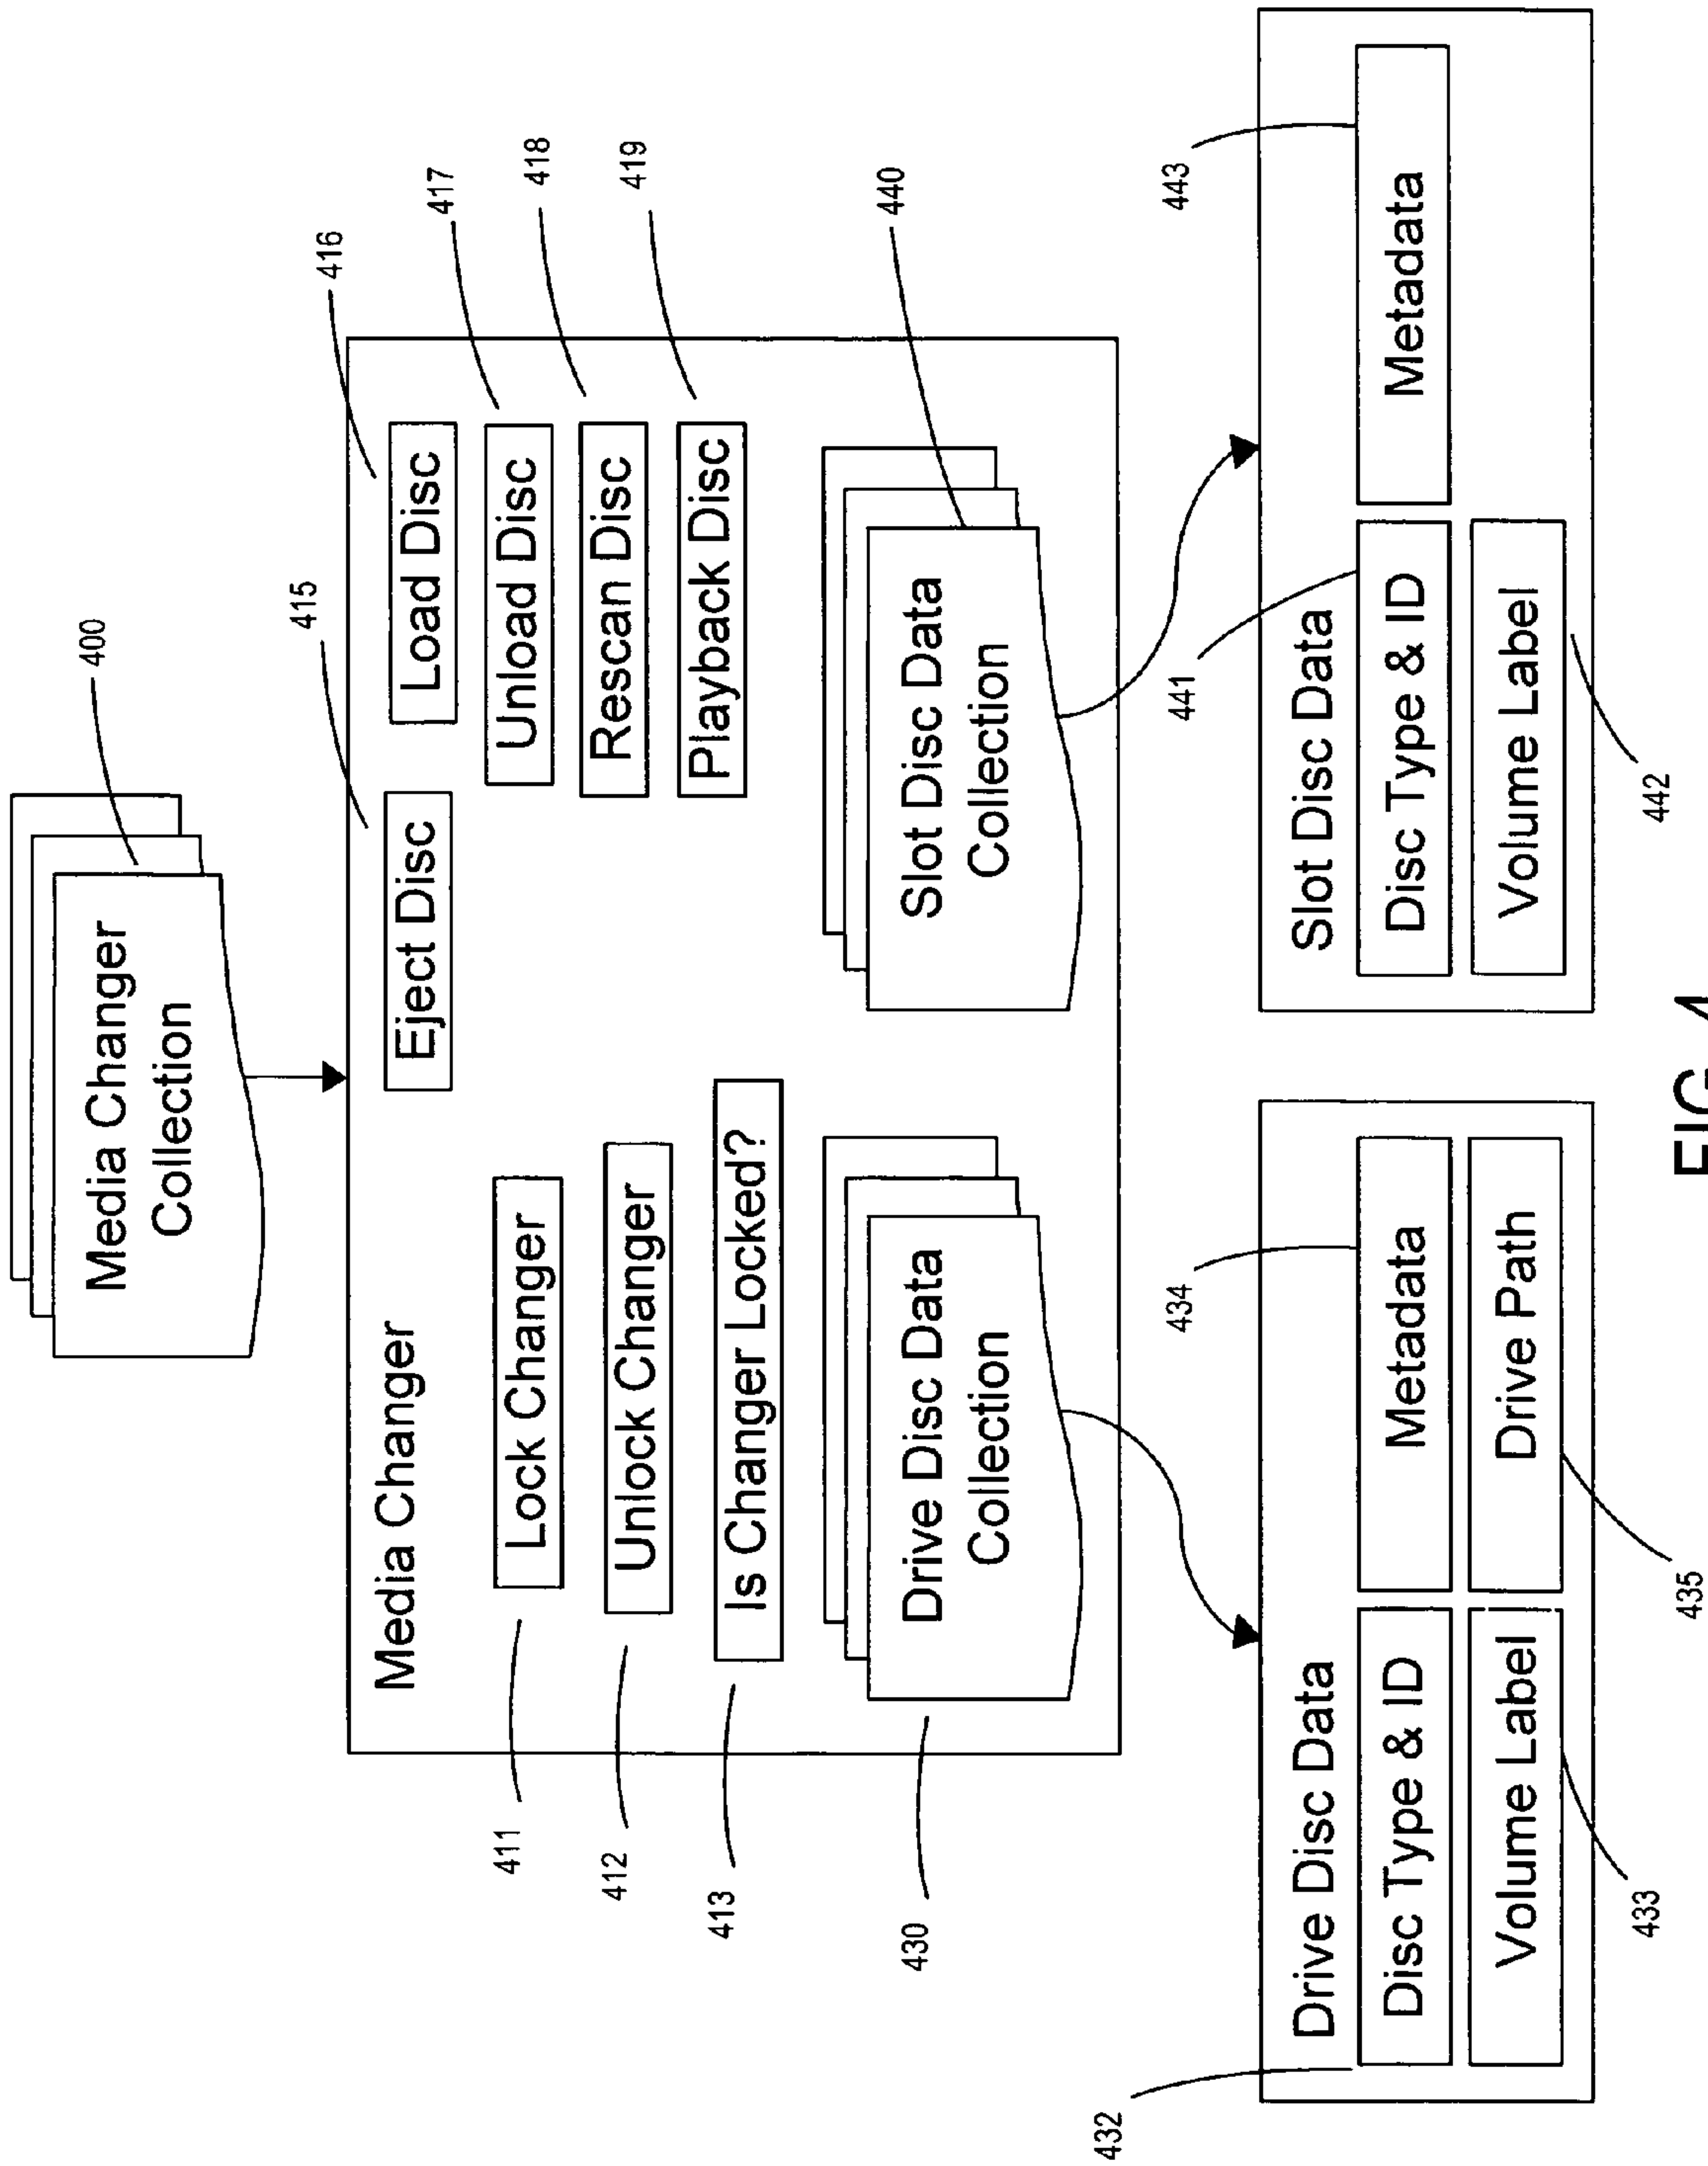 400
Media Changer
Collection
Media Changer
415
416
417
418
419
Eject Disc
Load Disc
Lock Changer
Unload Disc
Unlock Changer
Rescan Disc
Is Changer Locked?
Playback Disc
411
412
413
430
440
Drive Disc Data
Collection
Slot Disc Data
Collection
432
434
441
443
Drive Disc Data
Disc Type & ID
Metadata
Volume Label
Drive Path
433
435
Slot Disc Data
Disc Type & ID
Metadata
Volume Label
442